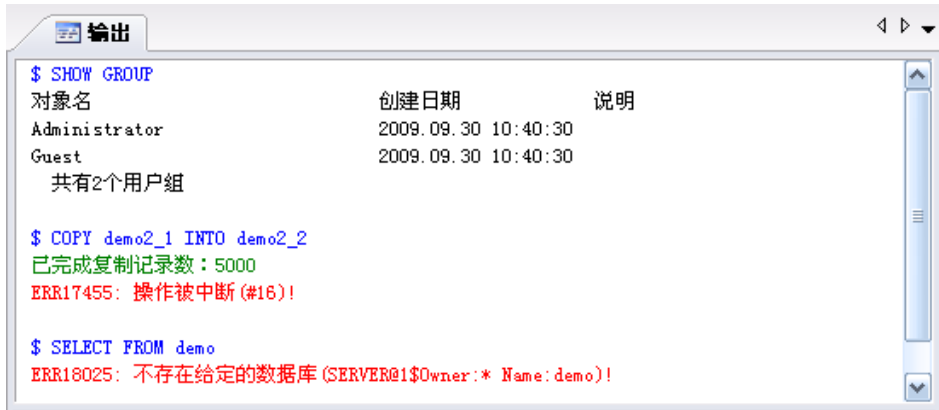 输出
$ SHOW GROUP
对象名 创建日期 说明
Administrator 2009.09.30 10:40:30
Guest 2009.09.30 10:40:30
共有2个用户组
$ COPY demo2_1 INTO demo2_2
已完成复制记录数：5000
ERR17455: 操作被中断(#16)!
$ SELECT FROM demo
ERR18025: 不存在给定的数据库(SERVER@1$Owner:* Name:demo)!